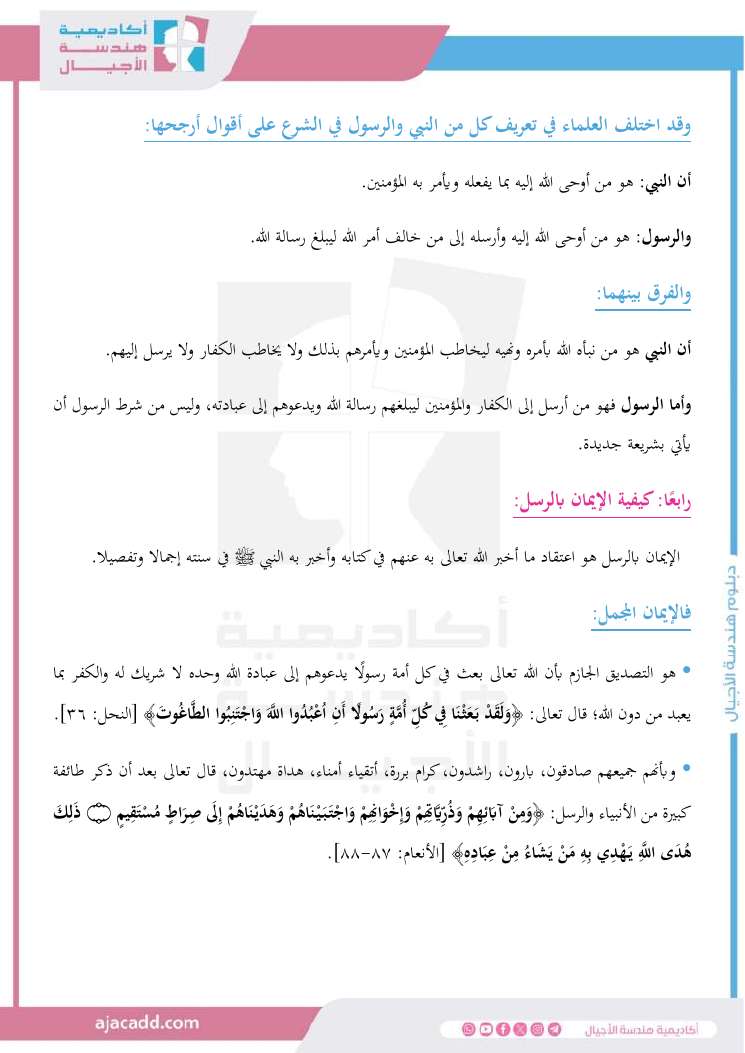 أكاديمية
هندسة
الأجيال
وقد اختلف العلماء في تعريف كل من النبي والرسول في الشرع على أقوال أرجحها:
أن النبي: هو من أوحى الله إليه بما يفعله ويأمر به المؤمنين.
والرسول: هو من أوحى الله إليه وأرسله إلى من خالف أمر الله ليبلغ رسالة الله.
والفرق بينهما:
أن النبي هو من نبأه الله بأمره ونهيه ليخاطب المؤمنين ويأمرهم بذلك ولا يخاطب الكفار ولا يرسل إليهم.
وأما الرسول فهو من أرسل إلى الكفار والمؤمنين ليبلغهم رسالة الله ويدعوهم إلى عبادته، وليس من شرط الرسول أن
يأتي بشريعة جديدة.
رابعًا: كيفية الإيمان بالرسل:
الإيمان بالرسل هو اعتقاد ما أخبر الله تعالى به عنهم في كتابه وأخبر به النبي ﷺ في سنته إجمالا وتفصيلا.
فالإيمان المجمل:
• هو التصديق الجازم بأن الله تعالى بعث في كل أمة رسولًا يدعوهم إلى عبادة الله وحده لا شريك له والكفر بما
يعبد من دون الله؛ قال تعالى: ﴿وَلَقَدْ بَعَثْنَا فِي كُلِّ أُمَّةٍ رَسُولًا أَنِ اُعْبُدُوا اللَّهَ وَاجْتَنِبُوا الطَّاغُوتَ﴾ [النحل: ٣٦].
• وبأنهم جميعهم صادقون، بارون، راشدون، كرام بررة، أتقياء أمناء، هداة مهتدون، قال تعالى بعد أن ذكر طائفة
كبيرة من الأنبياء والرسل: ﴿وَمِنْ آبَائِهِمْ وَذُرِّيَّاتِهِمْ وَإِخْوَانِهِمْ وَاجْتَبَيْنَاهُمْ وَهَدَيْنَاهُمْ إِلَى صِرَاطٍ مُسْتَقِيمٍ ۝ ذَلِكَ
هُدَى اللَّهِ يَهْدِي بِهِ مَنْ يَشَاءُ مِنْ عِبَادِهِ﴾ [الأنعام: ٨٧-٨٨].
أكاديمية
هندسة
الأجيال
دبلوم هندسة الأجيال
أكاديمية هندسة الأجيال
ajacadd.com